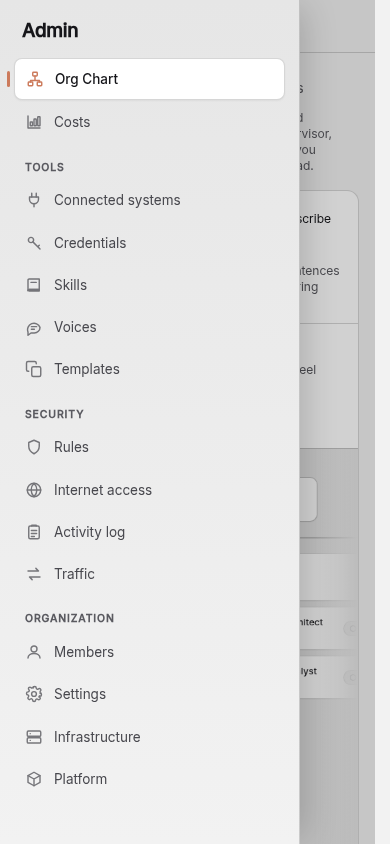 Admin
Org Chart
Costs
TOOLS
Connected systems
Credentials
Skills
Voices
Templates
SECURITY
Rules
Internet access
Activity log
Traffic
ORGANIZATION
Members
Settings
Infrastructure
Platform